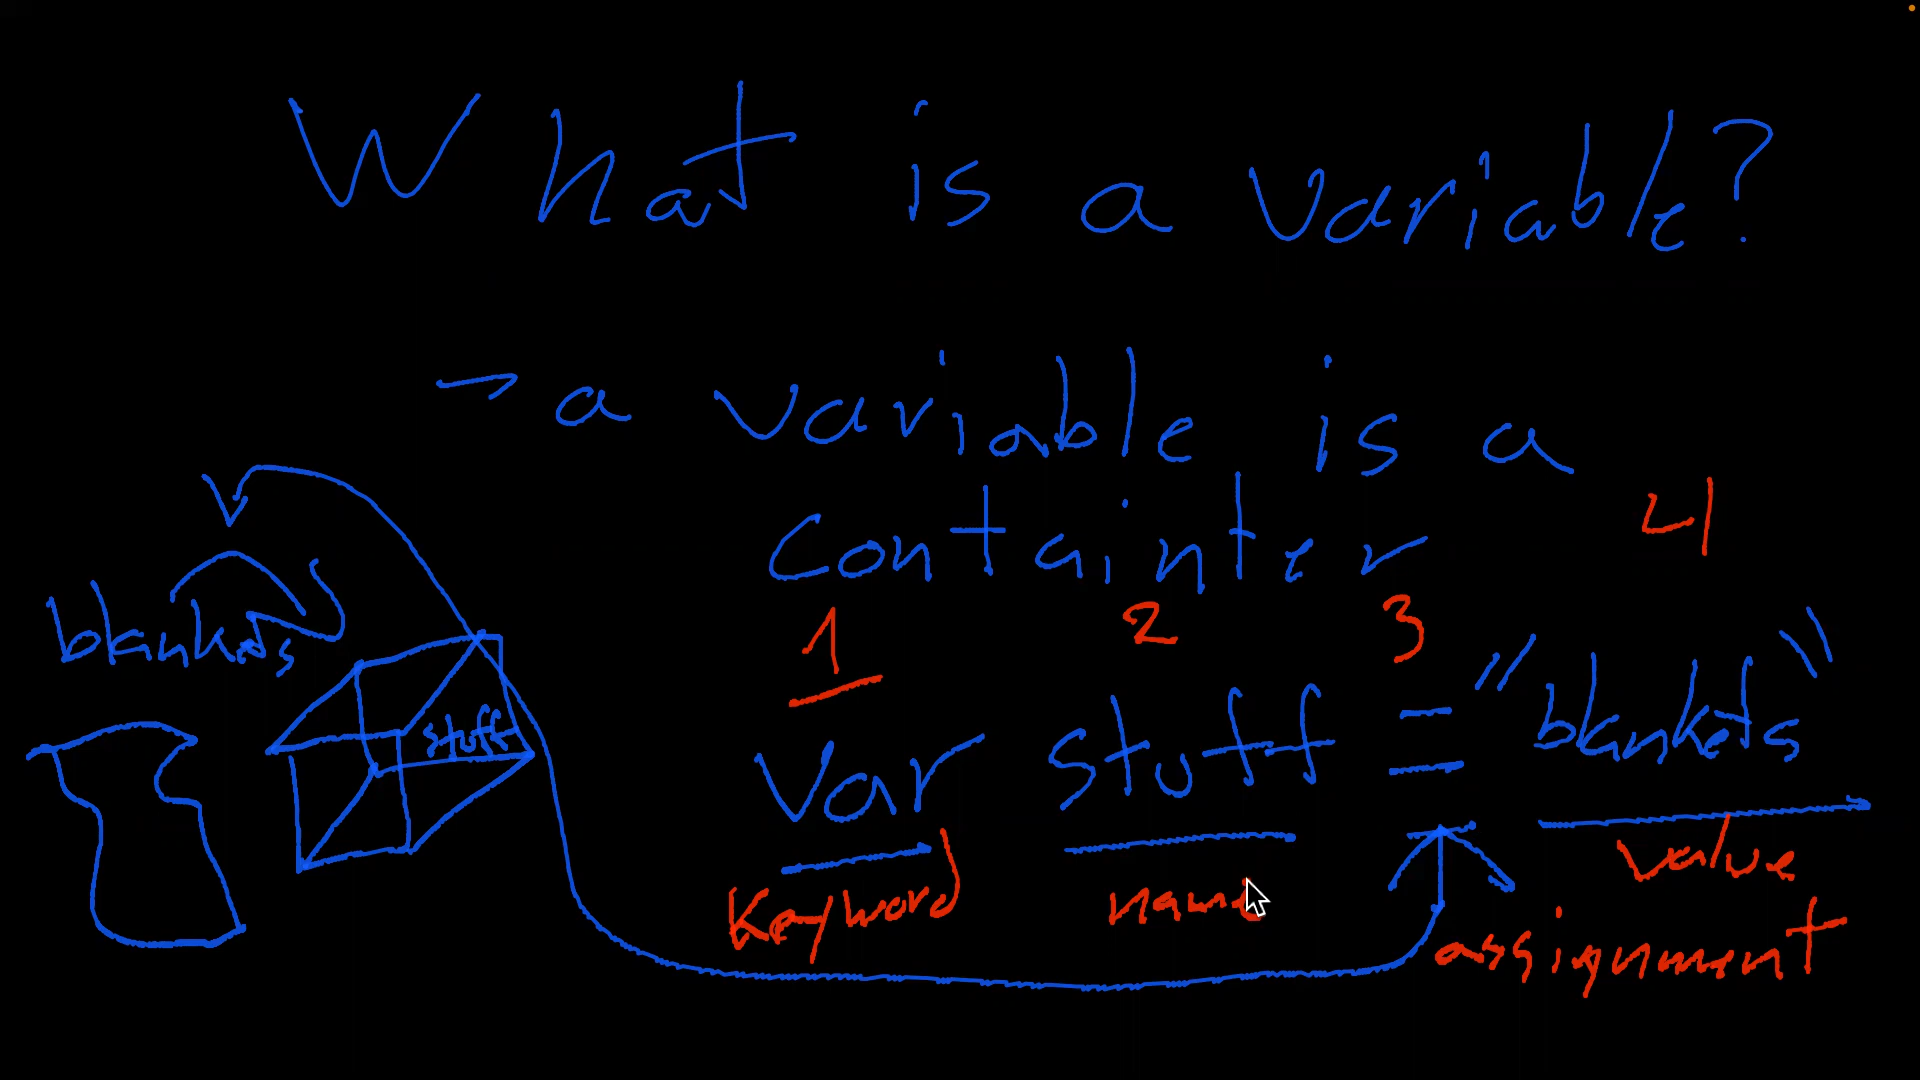 What is a variable?
→ a variable is a
Containter
4
1 2 3
Var stuff = "blankets"
Keyword name value
assignment
blankets
stuff